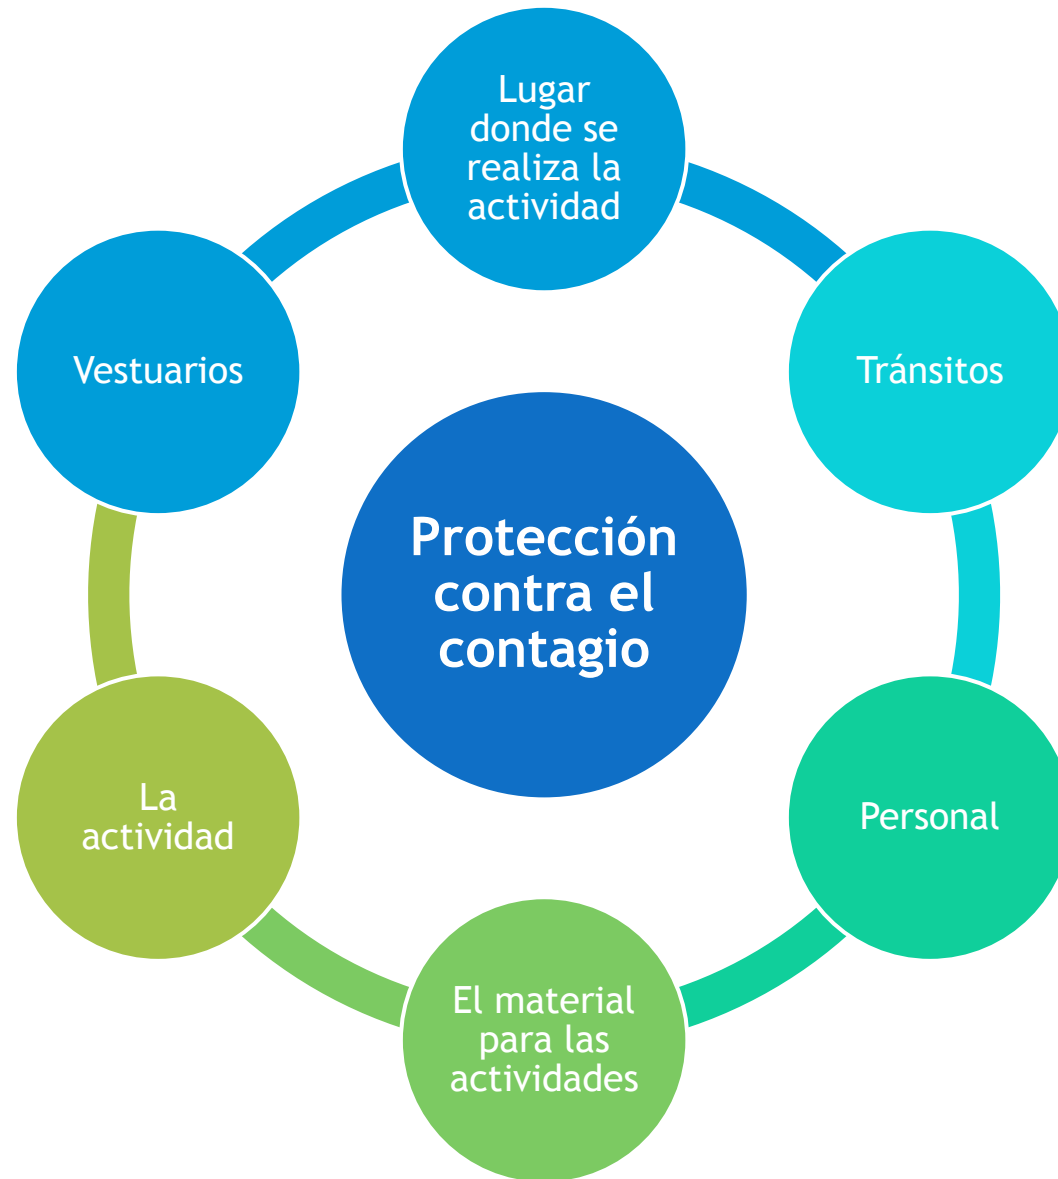 Lugar
donde se
realiza la
actividad
Vestuarios
Tránsitos
Protección
contra el
contagio
La
actividad
Personal
El material
para las
actividades